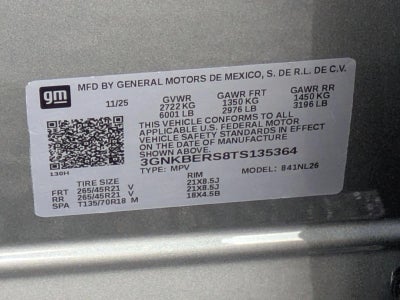 gm
MFD BY GENERAL MOTORS DE MEXICO, S. DE R.L. DE C.V.
11/25 GVWR GAWR FRT GAWR RR
2722 KG 1350 KG 1450 KG
6001 LB 2976 LB 3196 LB
THIS VEHICLE CONFORMS TO ALL
APPLICABLE U.S. FEDERAL MOTOR
VEHICLE SAFETY STANDARDS IN EFFECT
ON THE DATE OF MANUFACTURE SHOWN ABOVE.
3GNKBERS8TS135364
130H TYPE: MPV MODEL: 841NL26
TIRE SIZE RIM
FRT 265/45R21 V 21X8.5J
RR 265/45R21 V 21X8.5J
SPA T135/70R18 M 18X4.5B